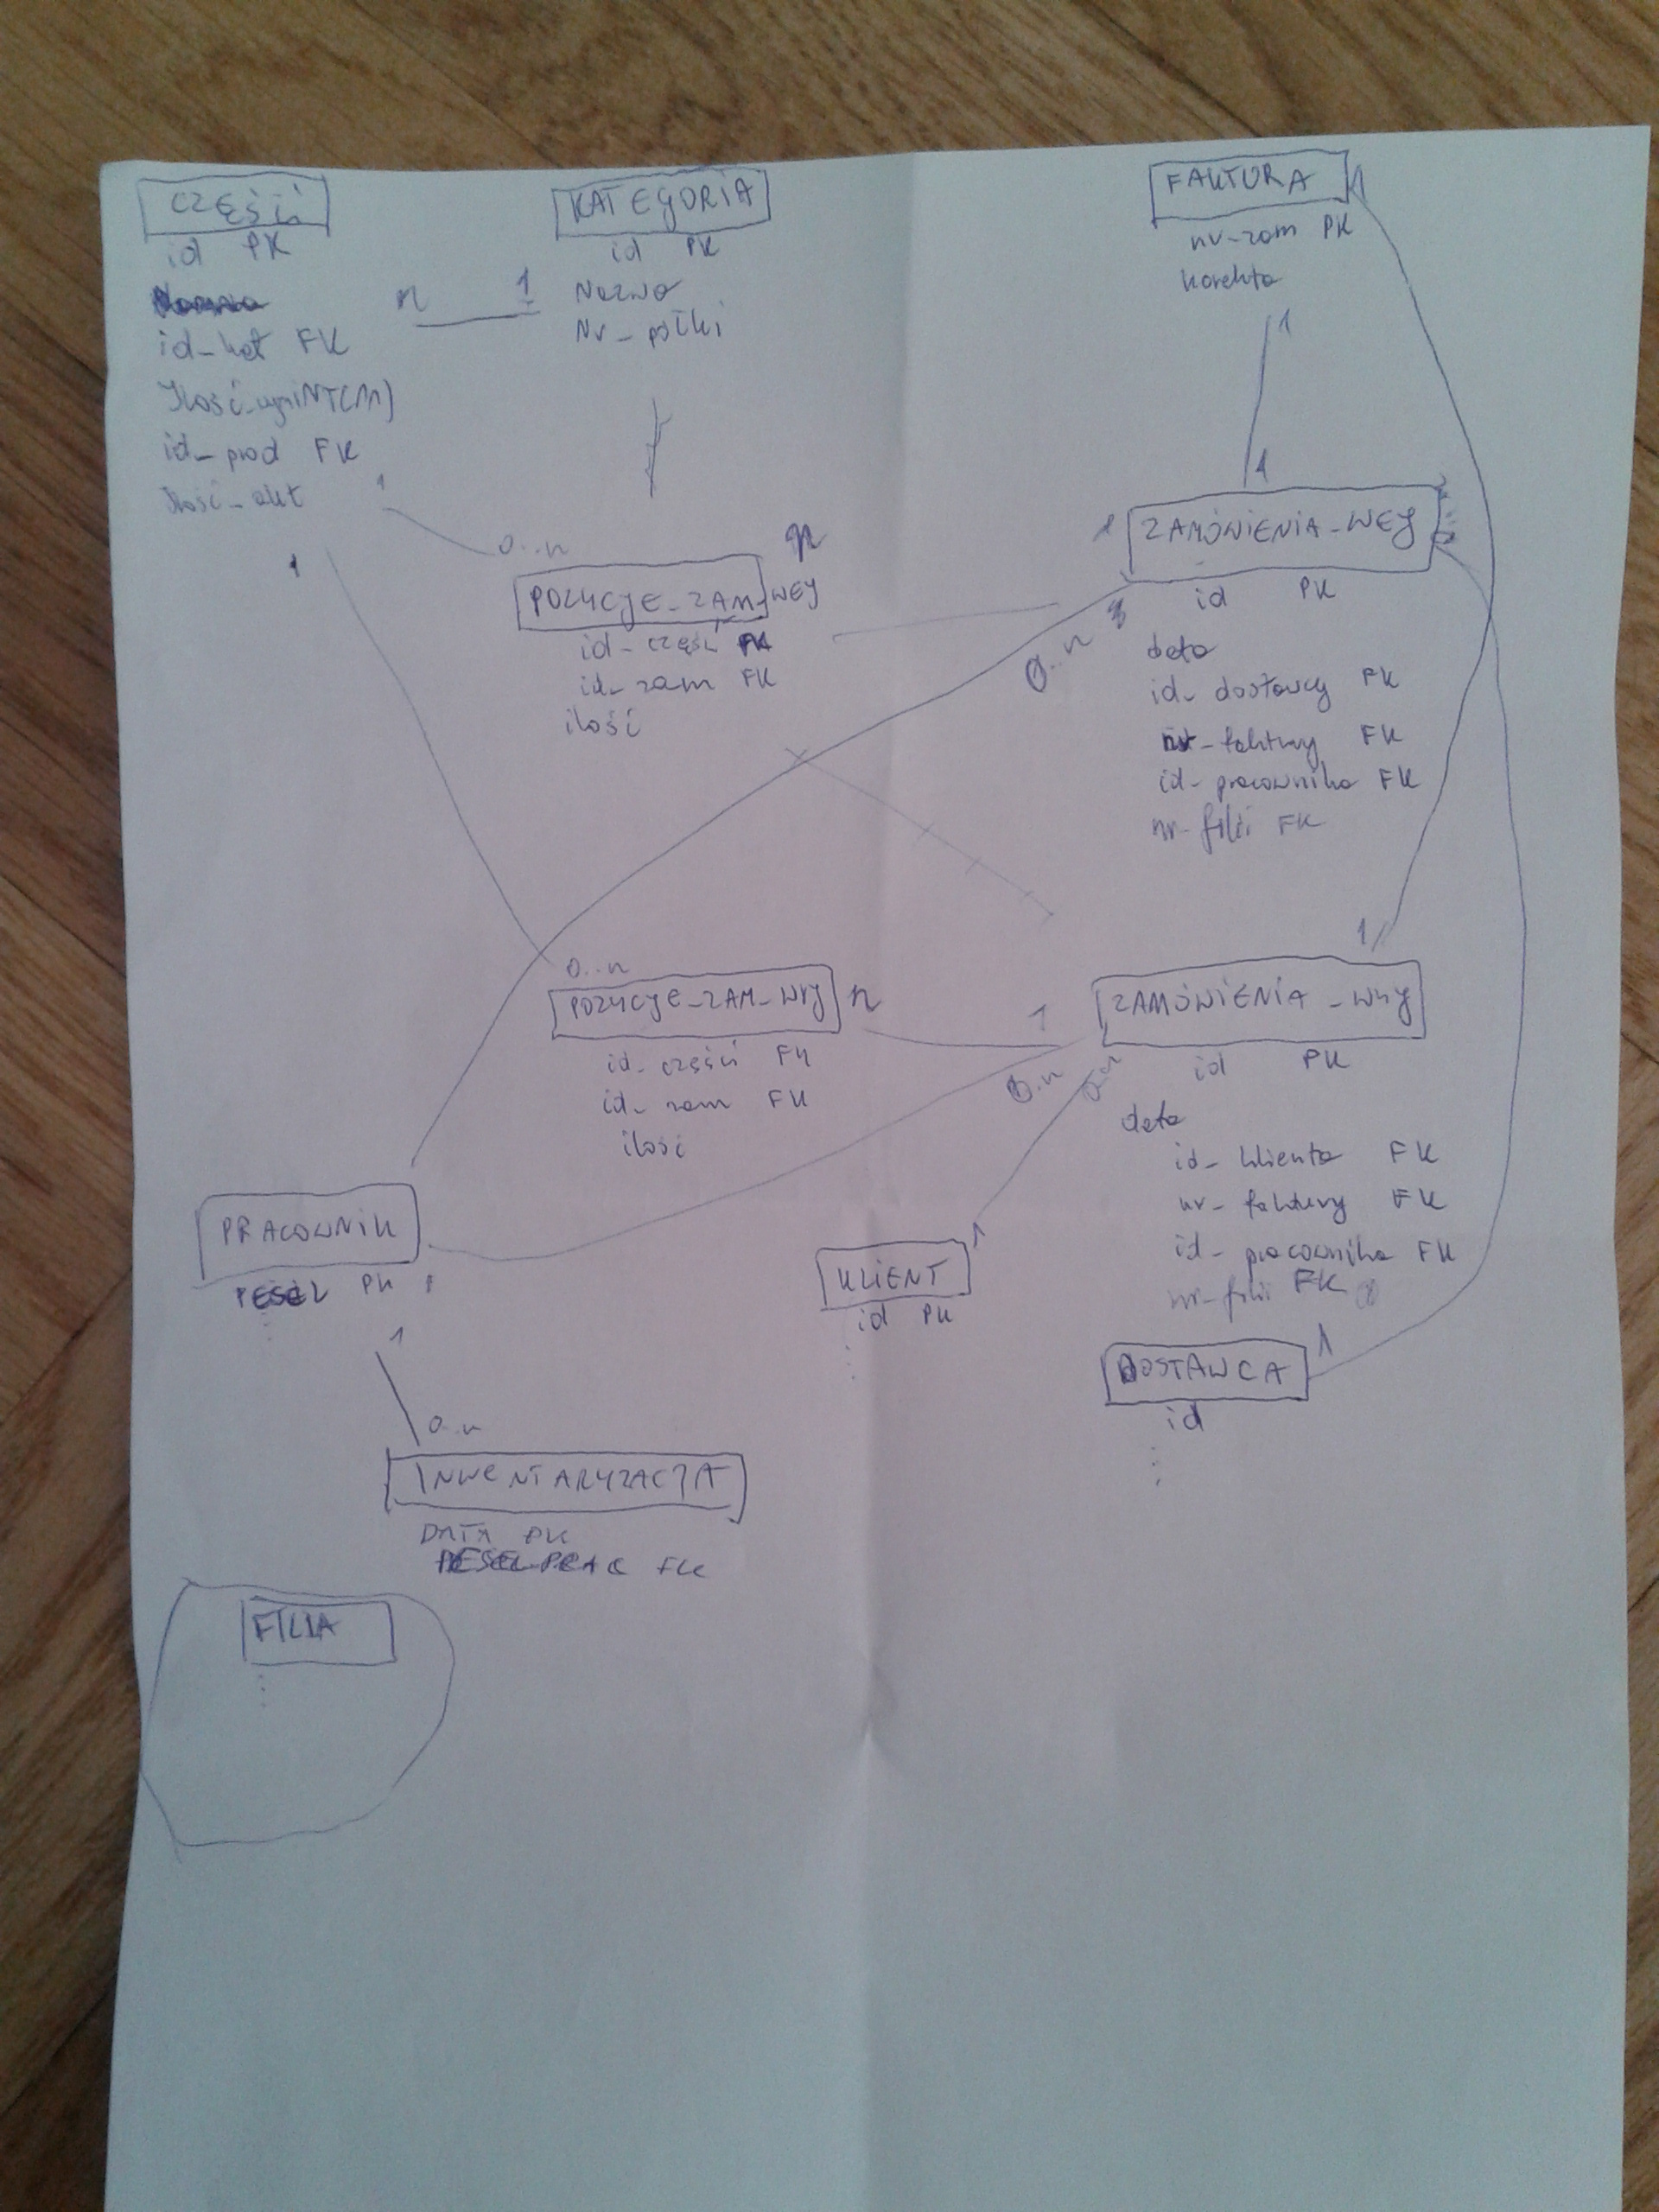 CZĘŚCI
id PK
id_kat FK
id_prod FK
n 1
1
0..n
1
KATEGORIA
id PK
Nazwa
Nr_półki
FAKTURA
1
nr_zam PK
korekta
1
1
POZYCJE_ZAM_WEJ
n
id_części FK
id_zam FK
ilość
ZAMÓWIENIA_WEJ
1
0..n
id PK
data
id_dostawcy FK
nr_faktury FK
id_pracownika FK
nr_filii FK
0..n
POZYCJE_ZAM_WYJ
n
id_części FK
id_zam FK
ilość
1
1
ZAMÓWIENIA_WYJ
0..n
0..n
id PK
data
id_klienta FK
nr_faktury FK
id_pracownika FK
nr_filii FK
PRACOWNIK
PESEL PK
1
1
KLIENT
1
id PK
DOSTAWCA
1
id
0..n
INWENTARYZACJA
DATA PK
PESEL_PRAC FK
FILIA